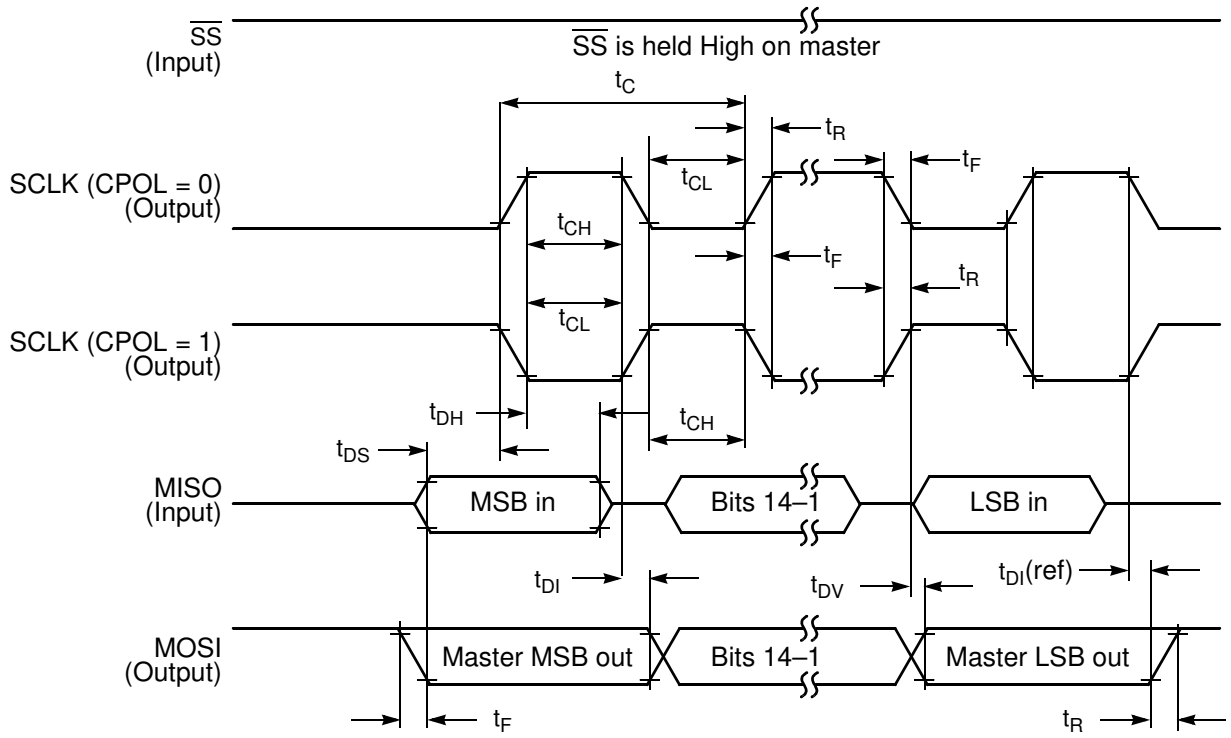 SS
(Input)
SS is held High on master
tC
tR
tF
SCLK (CPOL = 0)
(Output)
tCL
tCH
tF
tR
tCL
SCLK (CPOL = 1)
(Output)
tDH
tCH
tDS
MISO
(Input)
MSB in
Bits 14–1
LSB in
tDI
tDV
tDI(ref)
MOSI
(Output)
Master MSB out
Bits 14–1
Master LSB out
tF
tR